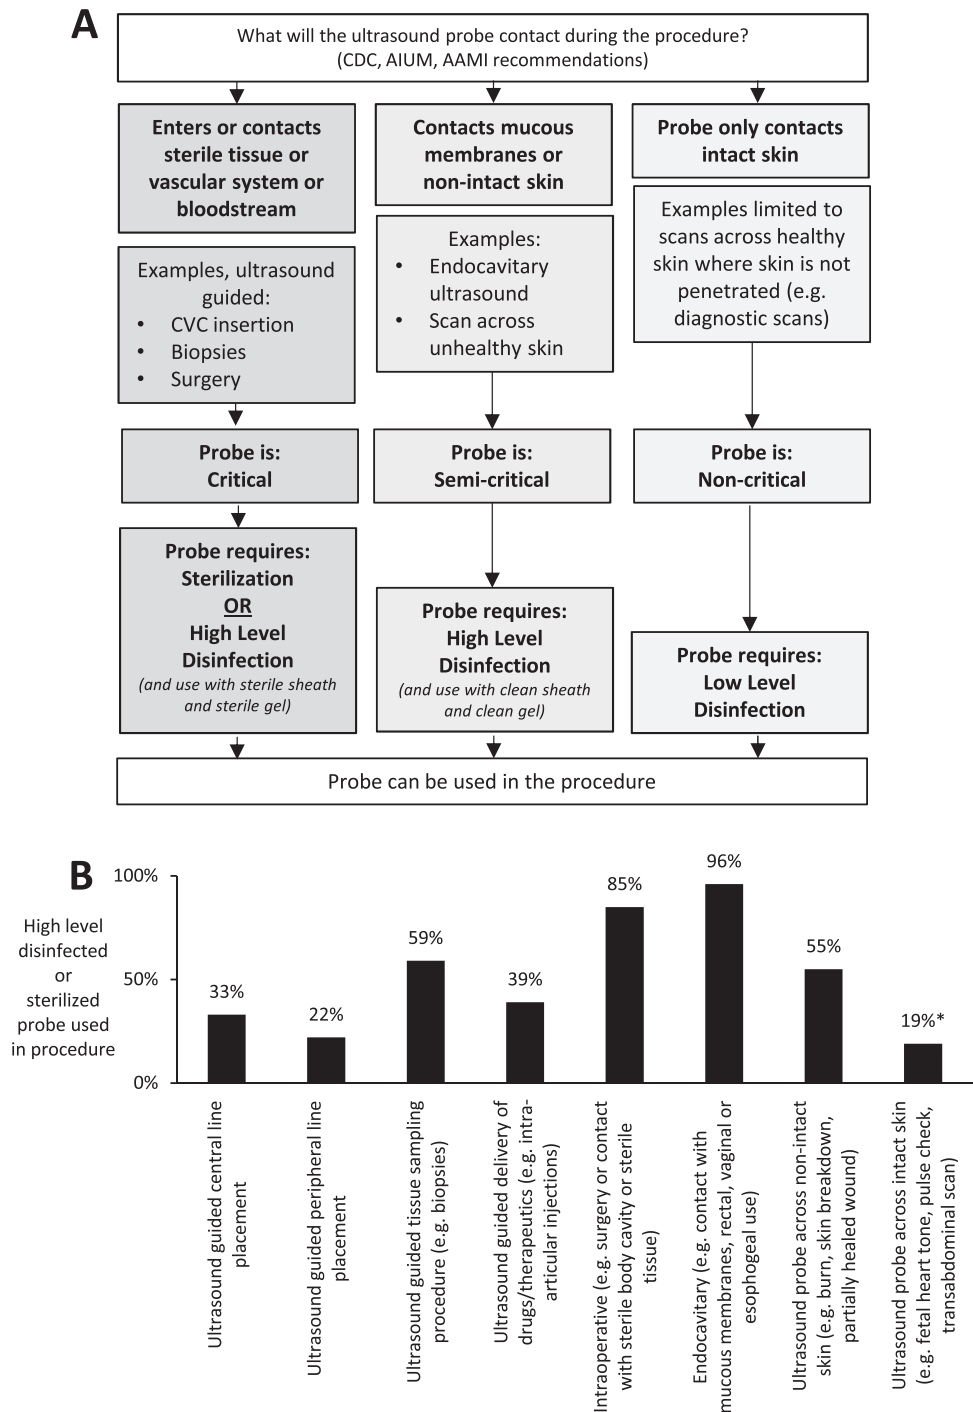 A
What will the ultrasound probe contact during the procedure?
(CDC, AIUM, AAMI recommendations)
Enters or contacts
sterile tissue or
vascular system or
bloodstream
Contacts mucous
membranes or
non-intact skin
Probe only contacts
intact skin
Examples, ultrasound
guided:
• CVC insertion
• Biopsies
• Surgery
Examples:
• Endocavitary
ultrasound
• Scan across
unhealthy skin
Examples limited to
scans across healthy
skin where skin is not
penetrated (e.g.
diagnostic scans)
Probe is:
Critical
Probe is:
Semi-critical
Probe is:
Non-critical
Probe requires:
Sterilization
OR
High Level
Disinfection
(and use with sterile sheath
and sterile gel)
Probe requires:
High Level
Disinfection
(and use with clean sheath
and clean gel)
Probe requires:
Low Level
Disinfection
Probe can be used in the procedure
B
High level
disinfected
or
sterilized
probe used
in procedure
100%
50%
0%
33%
22%
59%
39%
85%
96%
55%
19%*
Ultrasound guided central line
placement
Ultrasound guided peripheral line
placement
Ultrasound guided tissue sampling
procedure (e.g. biopsies)
Ultrasound guided delivery of
drugs/therapeutics (e.g. intra-
articular injections)
Intraoperative (e.g. surgery or contact
with sterile body cavity or sterile
tissue)
Endocavitary (e.g. contact with
mucous membranes, rectal, vaginal or
esophogeal use)
Ultrasound probe across non-intact
skin (e.g. burn, skin breakdown,
partially healed wound)
Ultrasound probe across intact skin
(e.g. fetal heart tone, pulse check,
transabdominal scan)